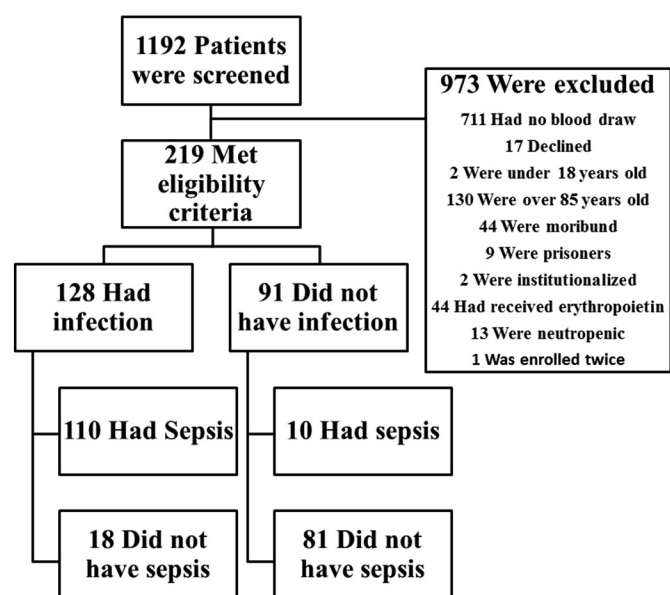 1192 Patients
were screened
973 Were excluded
711 Had no blood draw
17 Declined
2 Were under 18 years old
130 Were over 85 years old
44 Were moribund
9 Were prisoners
2 Were institutionalized
44 Had received erythropoietin
13 Were neutropenic
1 Was enrolled twice
219 Met
eligibility
criteria
128 Had
infection
91 Did not
have infection
110 Had Sepsis
10 Had sepsis
18 Did not
have sepsis
81 Did not
have sepsis